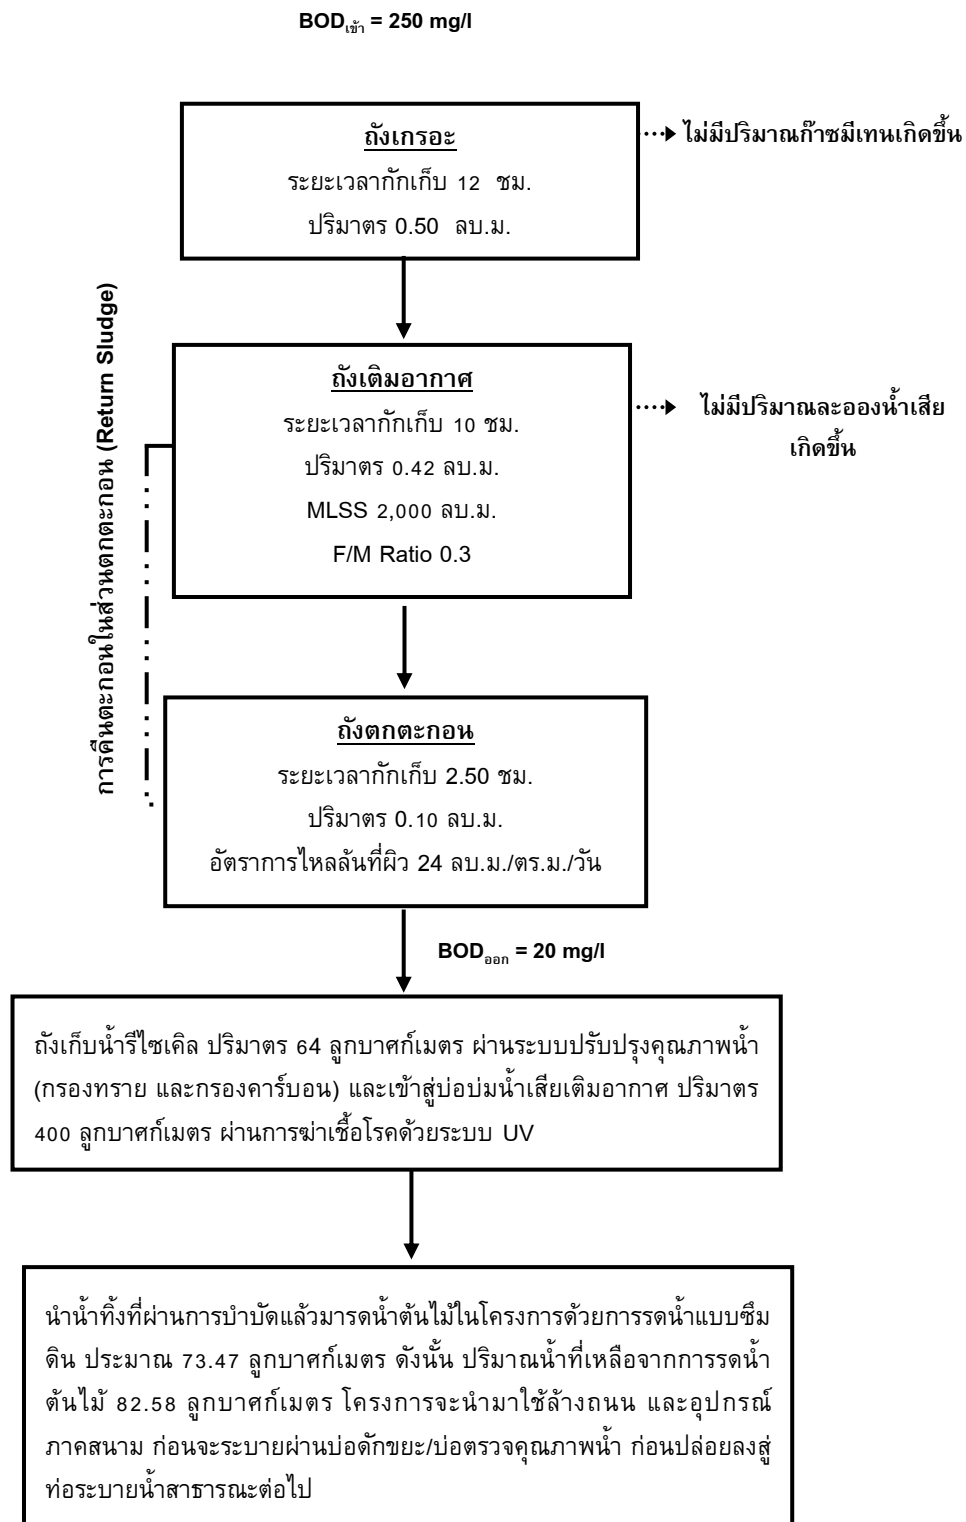 BODเข้า = 250 mg/l
ถังเกรอะ
ระยะเวลากักเก็บ 12 ชม.
ปริมาตร 0.50 ลบ.ม.
ไม่มีปริมาณก๊าซมีเทนเกิดขึ้น
การคืนตะกอนในส่วนตกตะกอน (Return Sludge)
ถังเติมอากาศ
ระยะเวลากักเก็บ 10 ชม.
ปริมาตร 0.42 ลบ.ม.
MLSS 2,000 ลบ.ม.
F/M Ratio 0.3
ไม่มีปริมาณละอองน้ำเสีย
เกิดขึ้น
ถังตกตะกอน
ระยะเวลากักเก็บ 2.50 ชม.
ปริมาตร 0.10 ลบ.ม.
อัตราการไหลล้นที่ผิว 24 ลบ.ม./ตร.ม./วัน
BODออก = 20 mg/l
ถังเก็บน้ำรีไซเคิล ปริมาตร 64 ลูกบาศก์เมตร ผ่านระบบปรับปรุงคุณภาพน้ำ
(กรองทราย และกรองคาร์บอน) และเข้าสู่บ่อบ่มน้ำเสียเติมอากาศ ปริมาตร
400 ลูกบาศก์เมตร ผ่านการฆ่าเชื้อโรคด้วยระบบ UV
นำน้ำทิ้งที่ผ่านการบำบัดแล้วมารดน้ำต้นไม้ในโครงการด้วยการรดน้ำแบบซึม
ดิน ประมาณ 73.47 ลูกบาศก์เมตร ดังนั้น ปริมาณน้ำที่เหลือจากการรดน้ำ
ต้นไม้ 82.58 ลูกบาศก์เมตร โครงการจะนำมาใช้ล้างถนน และอุปกรณ์
ภาคสนาม ก่อนจะระบายผ่านบ่อดักขยะ/บ่อตรวจคุณภาพน้ำ ก่อนปล่อยลงสู่
ท่อระบายน้ำสาธารณะต่อไป